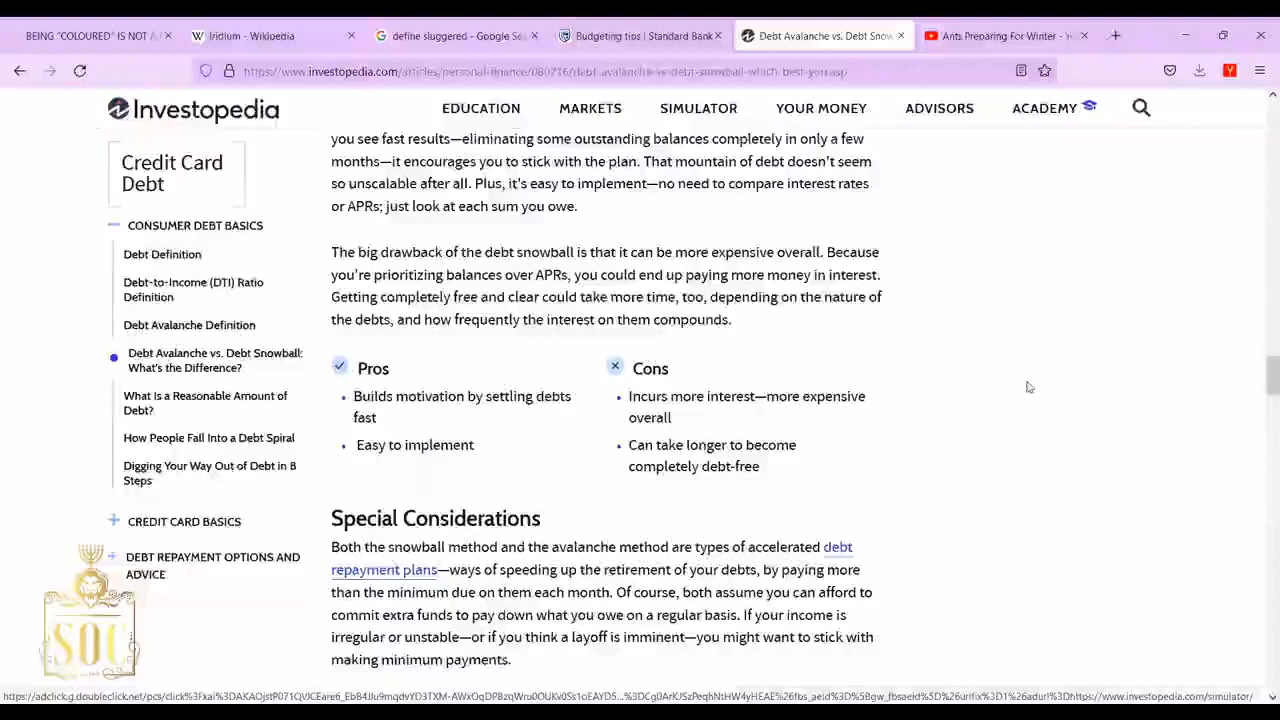 BEING "COLOURED" IS NOT
Iridium - Wikipedia
define sluggered - Google Se
Budgeting tips | Standard Bank
Debt Avalanche vs. Debt Snow
Ants Preparing For Winter - Y
https://www.investopedia.com/articles/personal-finance/080716/debt-avalanche-vs-debt-snowball-which-best-you.asp
Investopedia
EDUCATION
MARKETS
SIMULATOR
YOUR MONEY
ADVISORS
ACADEMY
Credit Card
Debt
CONSUMER DEBT BASICS
Debt Definition
Debt-to-Income (DTI) Ratio
Definition
Debt Avalanche Definition
Debt Avalanche vs. Debt Snowball:
What's the Difference?
What Is a Reasonable Amount of
Debt?
How People Fall Into a Debt Spiral
Digging Your Way Out of Debt in 8
Steps
CREDIT CARD BASICS
DEBT REPAYMENT OPTIONS AND
ADVICE
you see fast results—eliminating some outstanding balances completely in only a few
months—it encourages you to stick with the plan. That mountain of debt doesn't seem
so unscalable after all. Plus, it's easy to implement—no need to compare interest rates
or APRs; just look at each sum you owe.
The big drawback of the debt snowball is that it can be more expensive overall. Because
you're prioritizing balances over APRs, you could end up paying more money in interest.
Getting completely free and clear could take more time, too, depending on the nature of
the debts, and how frequently the interest on them compounds.
Pros
Builds motivation by settling debts
fast
Easy to implement
Cons
Incurs more interest—more expensive
overall
Can take longer to become
completely debt-free
Special Considerations
Both the snowball method and the avalanche method are types of accelerated debt
repayment plans—ways of speeding up the retirement of your debts, by paying more
than the minimum due on them each month. Of course, both assume you can afford to
commit extra funds to pay down what you owe on a regular basis. If your income is
irregular or unstable—or if you think a layoff is imminent—you might want to stick with
making minimum payments.
SOC